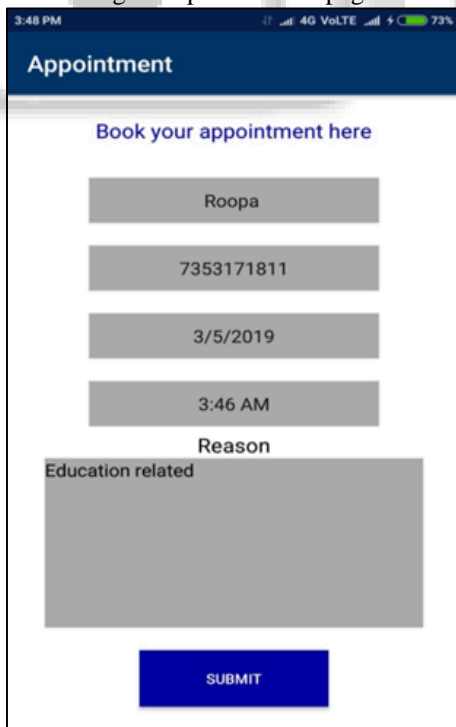 3:48 PM 4G VoLTE 73%
Appointment
Book your appointment here
Roopa
7353171811
3/5/2019
3:46 AM
Reason
Education related
SUBMIT